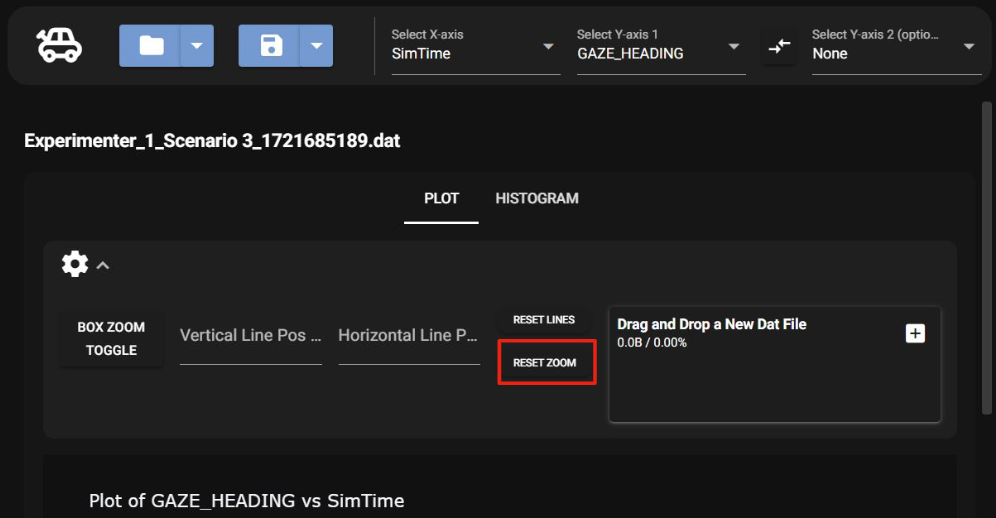 Select X-axis
SimTime
Select Y-axis 1
GAZE_HEADING
Select Y-axis 2 (optio...
None
Experimenter_1_Scenario 3_1721685189.dat
PLOT
HISTOGRAM
BOX ZOOM
TOGGLE
Vertical Line Pos ...
Horizontal Line P...
RESET LINES
RESET ZOOM
Drag and Drop a New Dat File
0.0B / 0.00%
Plot of GAZE_HEADING vs SimTime